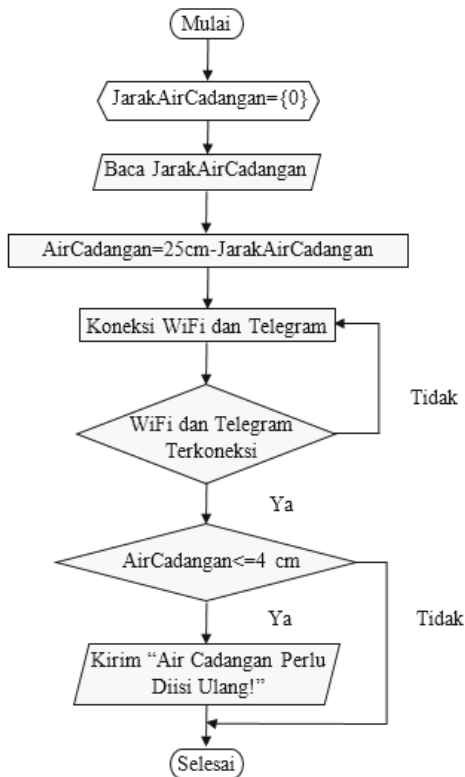 Mulai
JarakAirCadangan={0}
Baca JarakAirCadangan
AirCadangan=25cm-JarakAirCadangan
Koneksi WiFi dan Telegram
Tidak
WiFi dan Telegram
Terkoneksi
Ya
AirCadangan<=4 cm
Ya
Tidak
Kirim “Air Cadangan Perlu
Diisi Ulang!”
Selesai